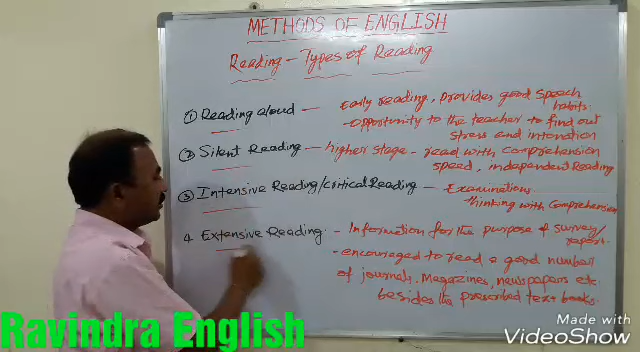 METHODS OF ENGLISH
Reading - Types of Reading
① Reading aloud — Early reading, provides good speech habits.
- opportunity to the teacher to find out
stress and intonation
② Silent Reading — higher stage - read with comprehension
speed, independent Reading
③ Intensive Reading/critical Reading — Examinations
thinking with comprehension
4 Extensive Reading - Information for the purpose of survey/
report
- encouraged to read a good number
of journals, Magazines, newspapers etc.
besides the prescribed text books.
Ravindra English
Made with
VideoShow